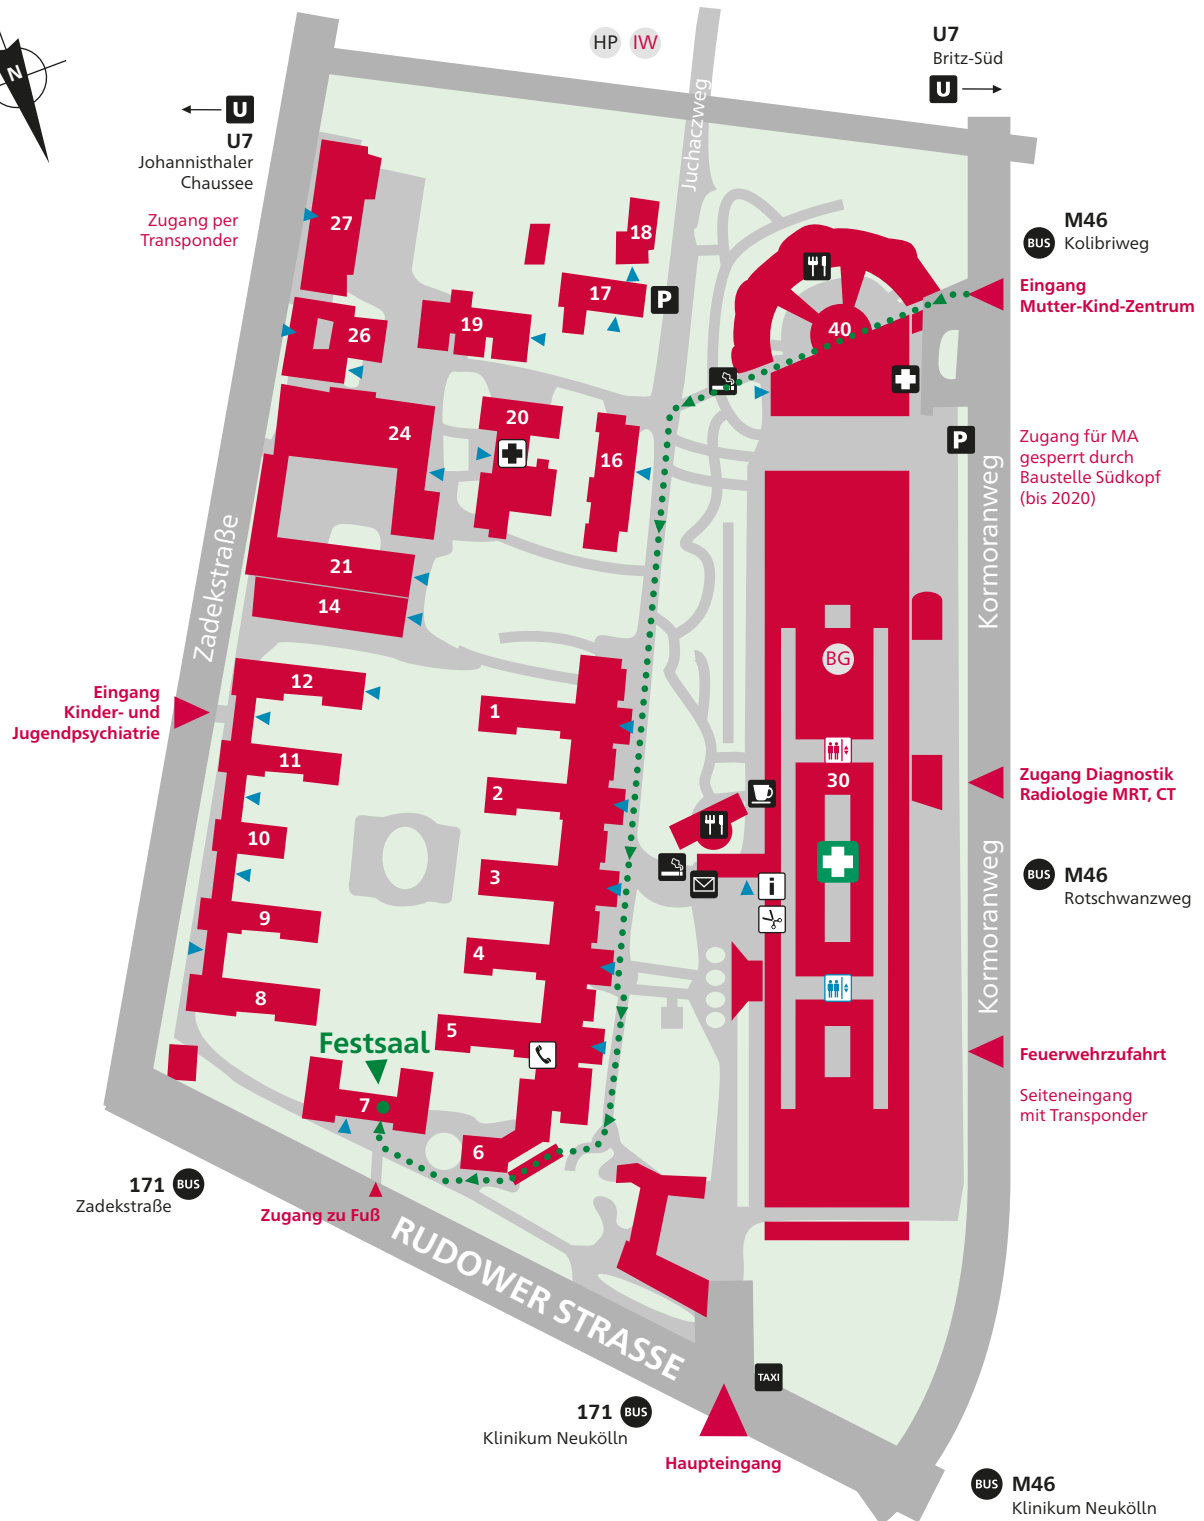 N
HP IW
U7
Britz-Süd
U
U
U7
Johannisthaler
Chaussee
Zugang per
Transponder
Juchaczweg
M46
BUS
Kolibriweg
Eingang
Mutter-Kind-Zentrum
27
18
17
P
19
26
40
20
24
16
P
Zugang für MA
gesperrt durch
Baustelle Südkopf
(bis 2020)
Kormoranweg
Zadekstraße
21
14
BG
12
Eingang
Kinder- und
Jugendpsychiatrie
1
11
30
Zugang Diagnostik
Radiologie MRT, CT
2
10
3
i
BUS
M46
Rotschwanzweg
Kormoranweg
9
4
8
5
Festsaal
Feuerwehrzufahrt
7
Seiteneingang
mit Transponder
6
171 BUS
Zadekstraße
Zugang zu Fuß
RUDOWER STRASSE
TAXI
171 BUS
Klinikum Neukölln
Haupteingang
BUS M46
Klinikum Neukölln